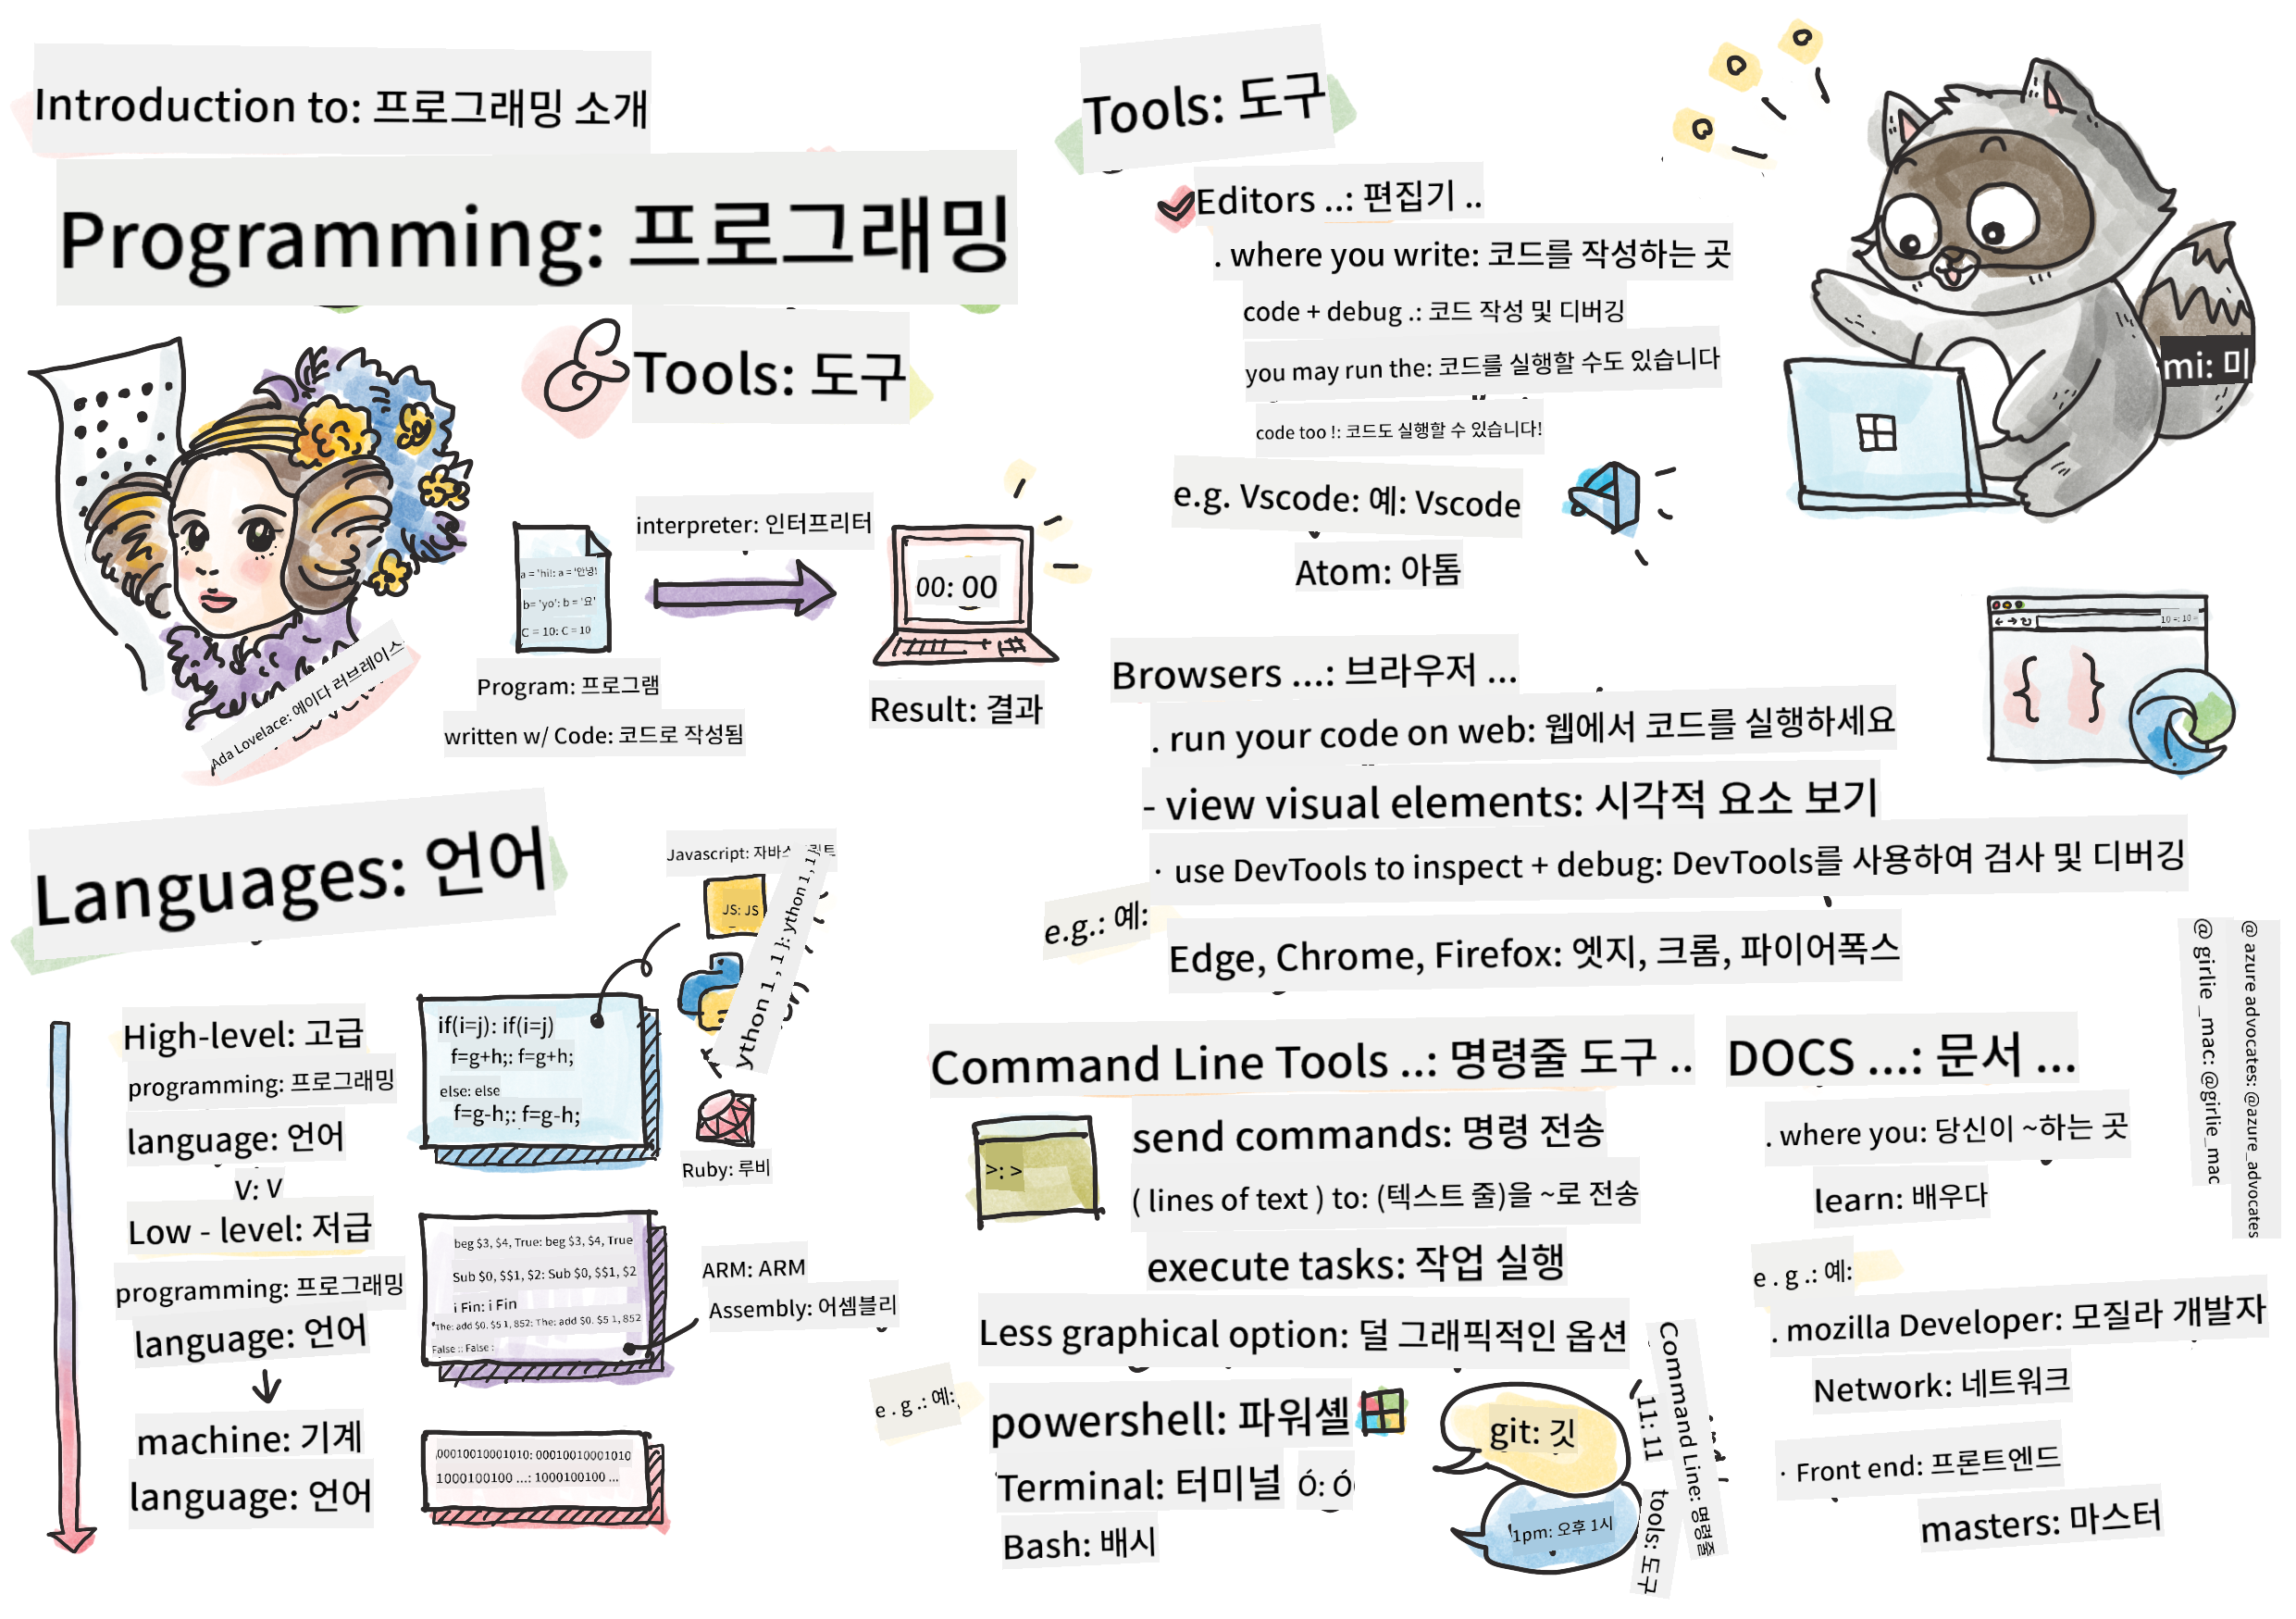 Introduction to: 프로그래밍 소개
Programming: 프로그래밍
& Tools: 도구
interpreter: 인터프리터
a = 'hi!: a = '안녕!
b= 'yo': b = '요'
C = 10: C = 10
00: 00
Program: 프로그램
written w/ Code: 코드로 작성됨
Result: 결과
Ada Lovelace: 에이다 러브레이스
Languages: 언어
High-level: 고급
programming: 프로그래밍
language: 언어
V: V
Low - level: 저급
programming: 프로그래밍
language: 언어
machine: 기계
language: 언어
if(i=j): if(i=j)
f=g+h;: f=g+h;
else: else
f=g-h;: f=g-h;
Javascript:
JS: JS
ython 1 , 1 ]: ython 1, 1]
Ruby: 루비
beg $3, $4, True: beg $3, $4, True
Sub $0, $$1, $2: Sub $0, $$1, $2
i Fin: i Fin
The: add $0. $5 1, 852: The: add $0. $5 1, 852
False :: False :
ARM: ARM
Assembly: 어셈블리
00010010001010: 00010010001010
1000100100 ...: 1000100100 ...
Tools: 도구
Editors ..: 편집기 ..
. where you write: 코드를 작성하는 곳
code + debug .: 코드 작성 및 디버깅
you may run the: 코드를 실행할 수도 있습니다
code too !: 코드도 실행할 수 있습니다!
e.g. Vscode: 예: Vscode
Atom: 아톰
mi: 미
Browsers ...: 브라우저 ...
. run your code on web: 웹에서 코드를 실행하세요
- view visual elements: 시각적 요소 보기
· use DevTools to inspect + debug: DevTools를 사용하여 검사 및 디버깅
e.g.: 예:
Edge, Chrome, Firefox: 엣지, 크롬, 파이어폭스
{ }
Command Line Tools ..: 명령줄 도구 ..
>: >
send commands: 명령 전송
( lines of text ) to: (텍스트 줄)을 ~로 전송
execute tasks: 작업 실행
Less graphical option: 덜 그래픽적인 옵션
e . g .: 예:
powershell: 파워셸
Terminal: 터미널
Ó: Ó
Bash: 배시
git: 깃
1pm: 오후 1시
Command Line: 명령줄
11: 11
tools: 도구
DOCS ...: 문서 ...
. where you: 당신이 ~하는 곳
learn: 배우다
e . g .: 예:
. mozilla Developer: 모질라 개발자
Network: 네트워크
· Front end: 프론트엔드
masters: 마스터
@ girlie _mac: @girlie_mac
@ azure advocates: @azure_advocates